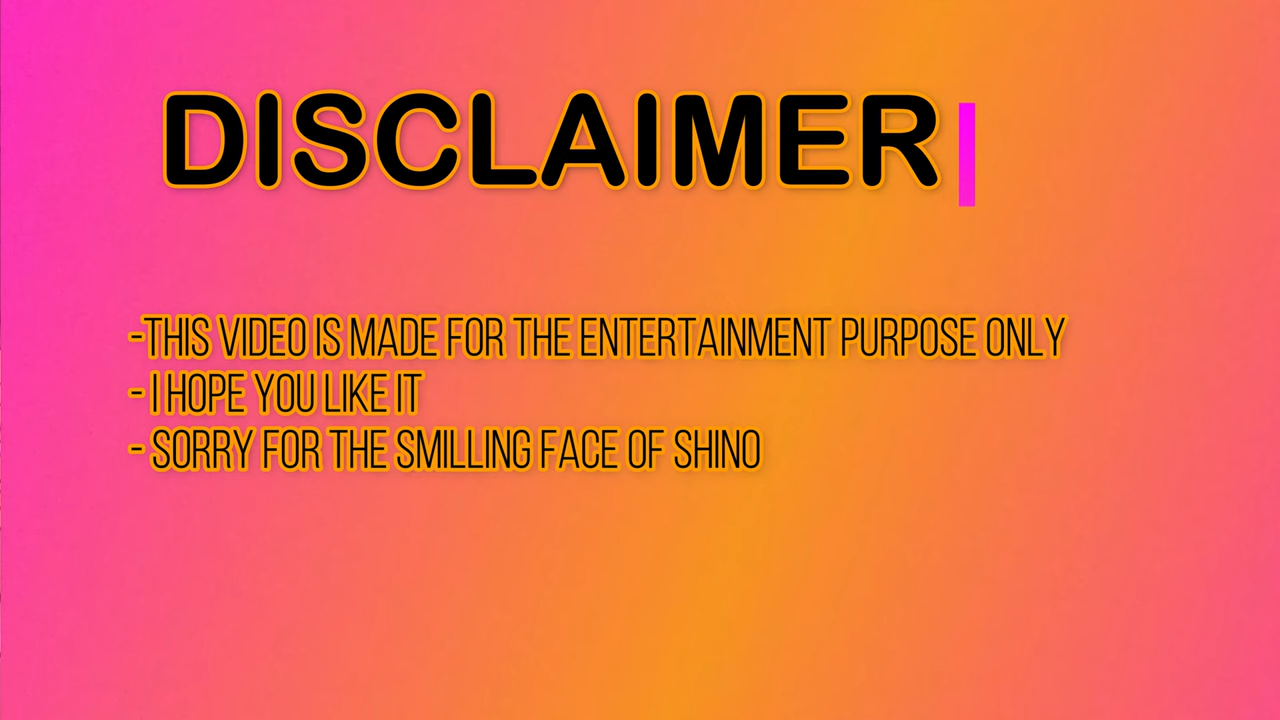 DISCLAIMER
-THIS VIDEO IS MADE FOR THE ENTERTAINMENT PURPOSE ONLY
- I HOPE YOU LIKE IT
- SORRY FOR THE SMILLING FACE OF SHINO